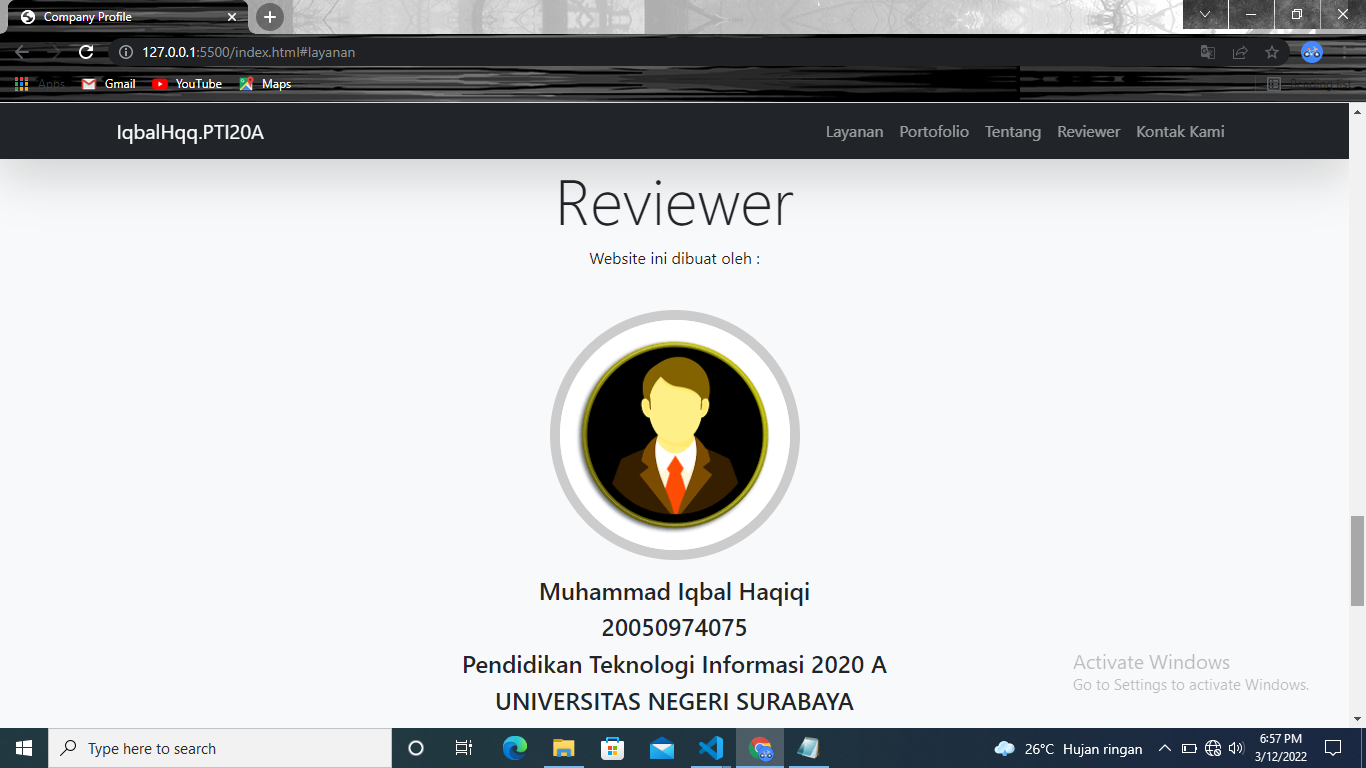 Company Profile
127.0.0.1:5500/index.html#layanan
Apps Gmail YouTube Maps Reading list
IqbalHqq.PTI20A Layanan Portofolio Tentang Reviewer Kontak Kami
Reviewer
Website ini dibuat oleh :
Muhammad Iqbal Haqiqi
20050974075
Pendidikan Teknologi Informasi 2020 A
UNIVERSITAS NEGERI SURABAYA
Activate Windows
Go to Settings to activate Windows.
Type here to search
26°C Hujan ringan
6:57 PM
3/12/2022